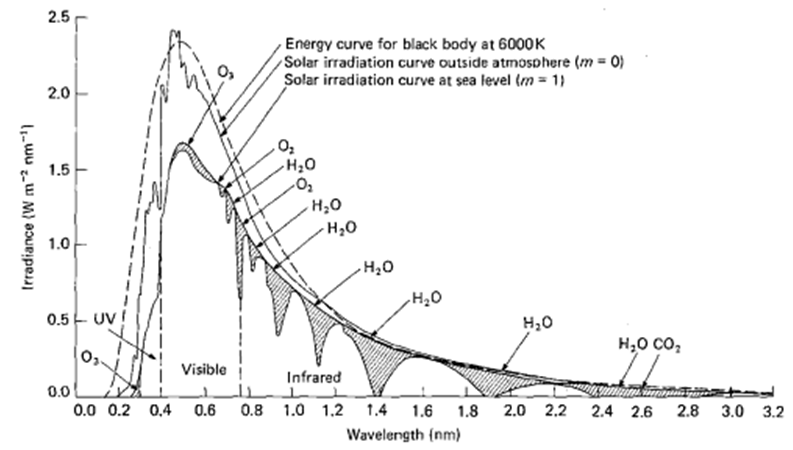 2.5
Energy curve for black body at 6000K
Solar irradiation curve outside atmosphere (m = 0)
Solar irradiation curve at sea level (m = 1)
O₃
2.0
O₂
H₂O
1.5
O₂
H₂O
H₂O
1.0
H₂O
H₂O
0.5
UV
H₂O
H₂O CO₂
O₃
Visible
Infrared
0.0
0.0 0.2 0.6 0.8 1.0 1.2 1.4 1.6 1.8 2.0 2.2 2.4 2.6 2.8 3.0 3.2
Wavelength (nm)
Irradiance (W m⁻² nm⁻¹)